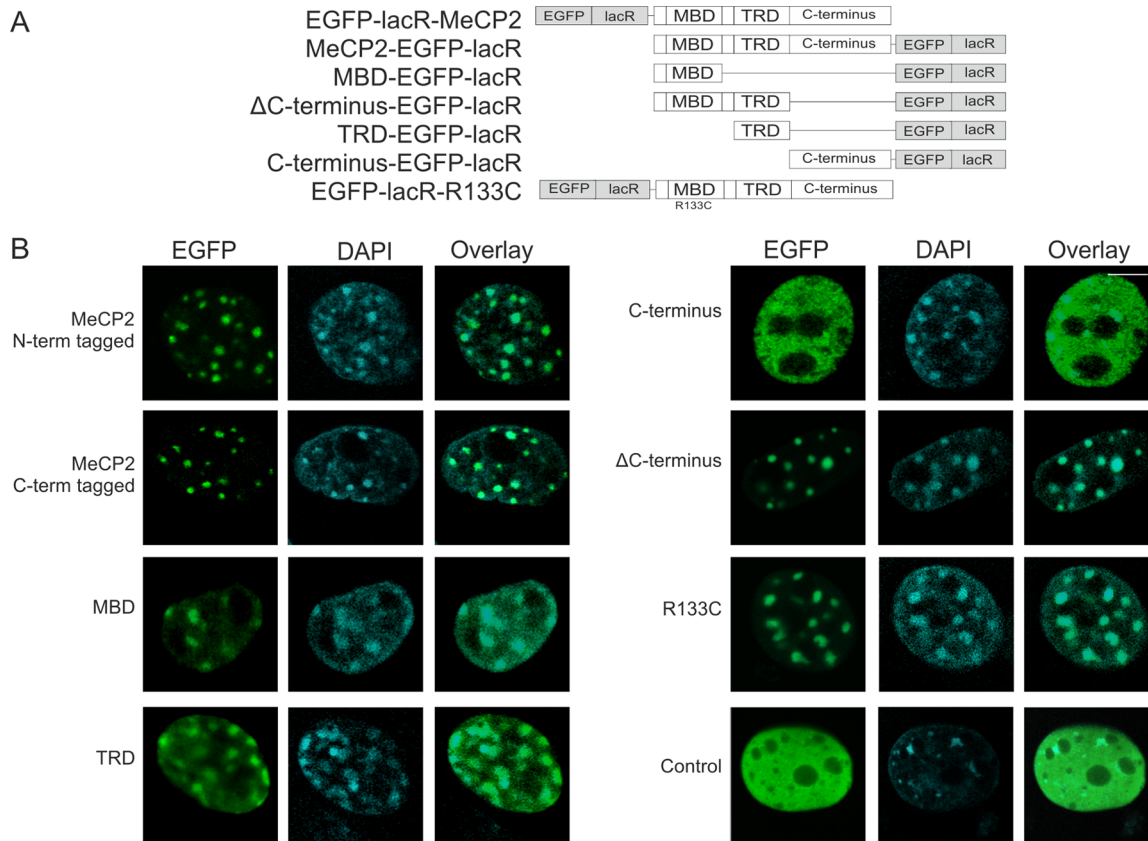 A
EGFP-lacR-MeCP2 EGFP lacR MBD TRD C-terminus
MeCP2-EGFP-lacR MBD TRD C-terminus EGFP lacR
MBD-EGFP-lacR MBD EGFP lacR
ΔC-terminus-EGFP-lacR MBD TRD EGFP lacR
TRD-EGFP-lacR TRD EGFP lacR
C-terminus-EGFP-lacR C-terminus EGFP lacR
EGFP-lacR-R133C EGFP lacR MBD TRD C-terminus
R133C
B
EGFP DAPI Overlay
MeCP2
N-term tagged
MeCP2
C-term tagged
MBD
TRD
EGFP DAPI Overlay
C-terminus
ΔC-terminus
R133C
Control